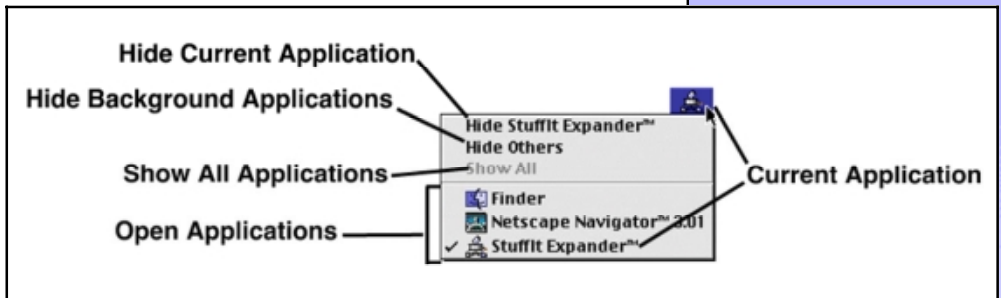 Hide Current Application
Hide Background Applications
Hide StuffIt Expander™
Hide Others
Show All Applications
Show All
Current Application
Finder
Open Applications
Netscape Navigator™ 3.01
✓ StuffIt Expander™